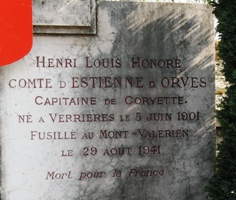 HENRI LOUIS HONORÉ
COMTE D'ESTIENNE D'ORVES
CAPITAINE DE CORVETTE
NÉ A VERRIÈRES LE 5 JUIN 1901
FUSILLÉ AU MONT-VALÉRIEN
LE 29 AOUT 1941
Mort pour la France